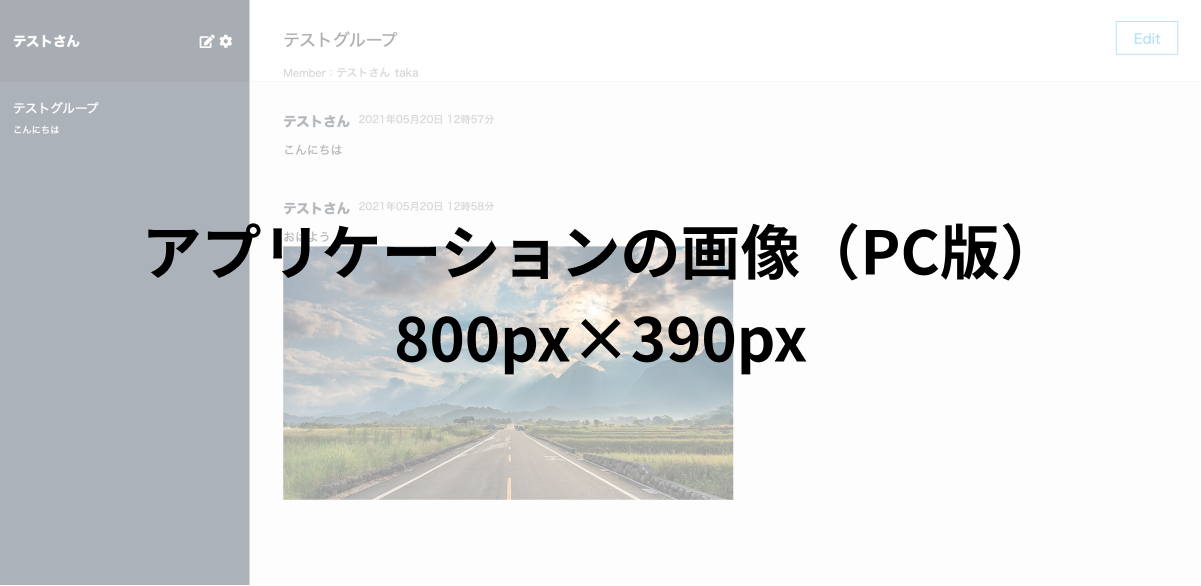 テストさん
テストグループ
こんにちは
テストグループ
Edit
Member：テストさん taka
テストさん 2021年05月20日 12時57分
こんにちは
テストさん 2021年05月20日 12時58分
おはよう
アプリケーションの画像（PC版）
800px×390px